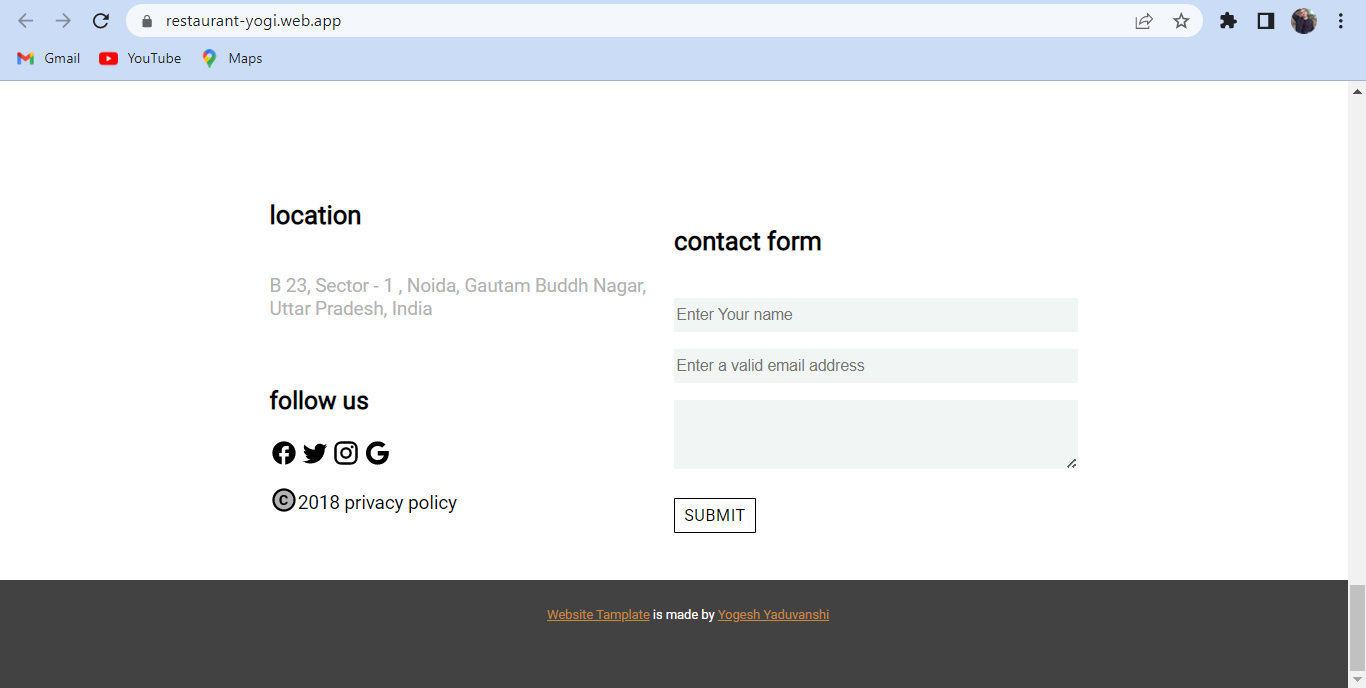 restaurant-yogi.web.app
Gmail YouTube Maps
location
B 23, Sector - 1 , Noida, Gautam Buddh Nagar,
Uttar Pradesh, India
follow us
©2018 privacy policy
contact form
Enter Your name
Enter a valid email address
SUBMIT
Website Tamplate is made by Yogesh Yaduvanshi